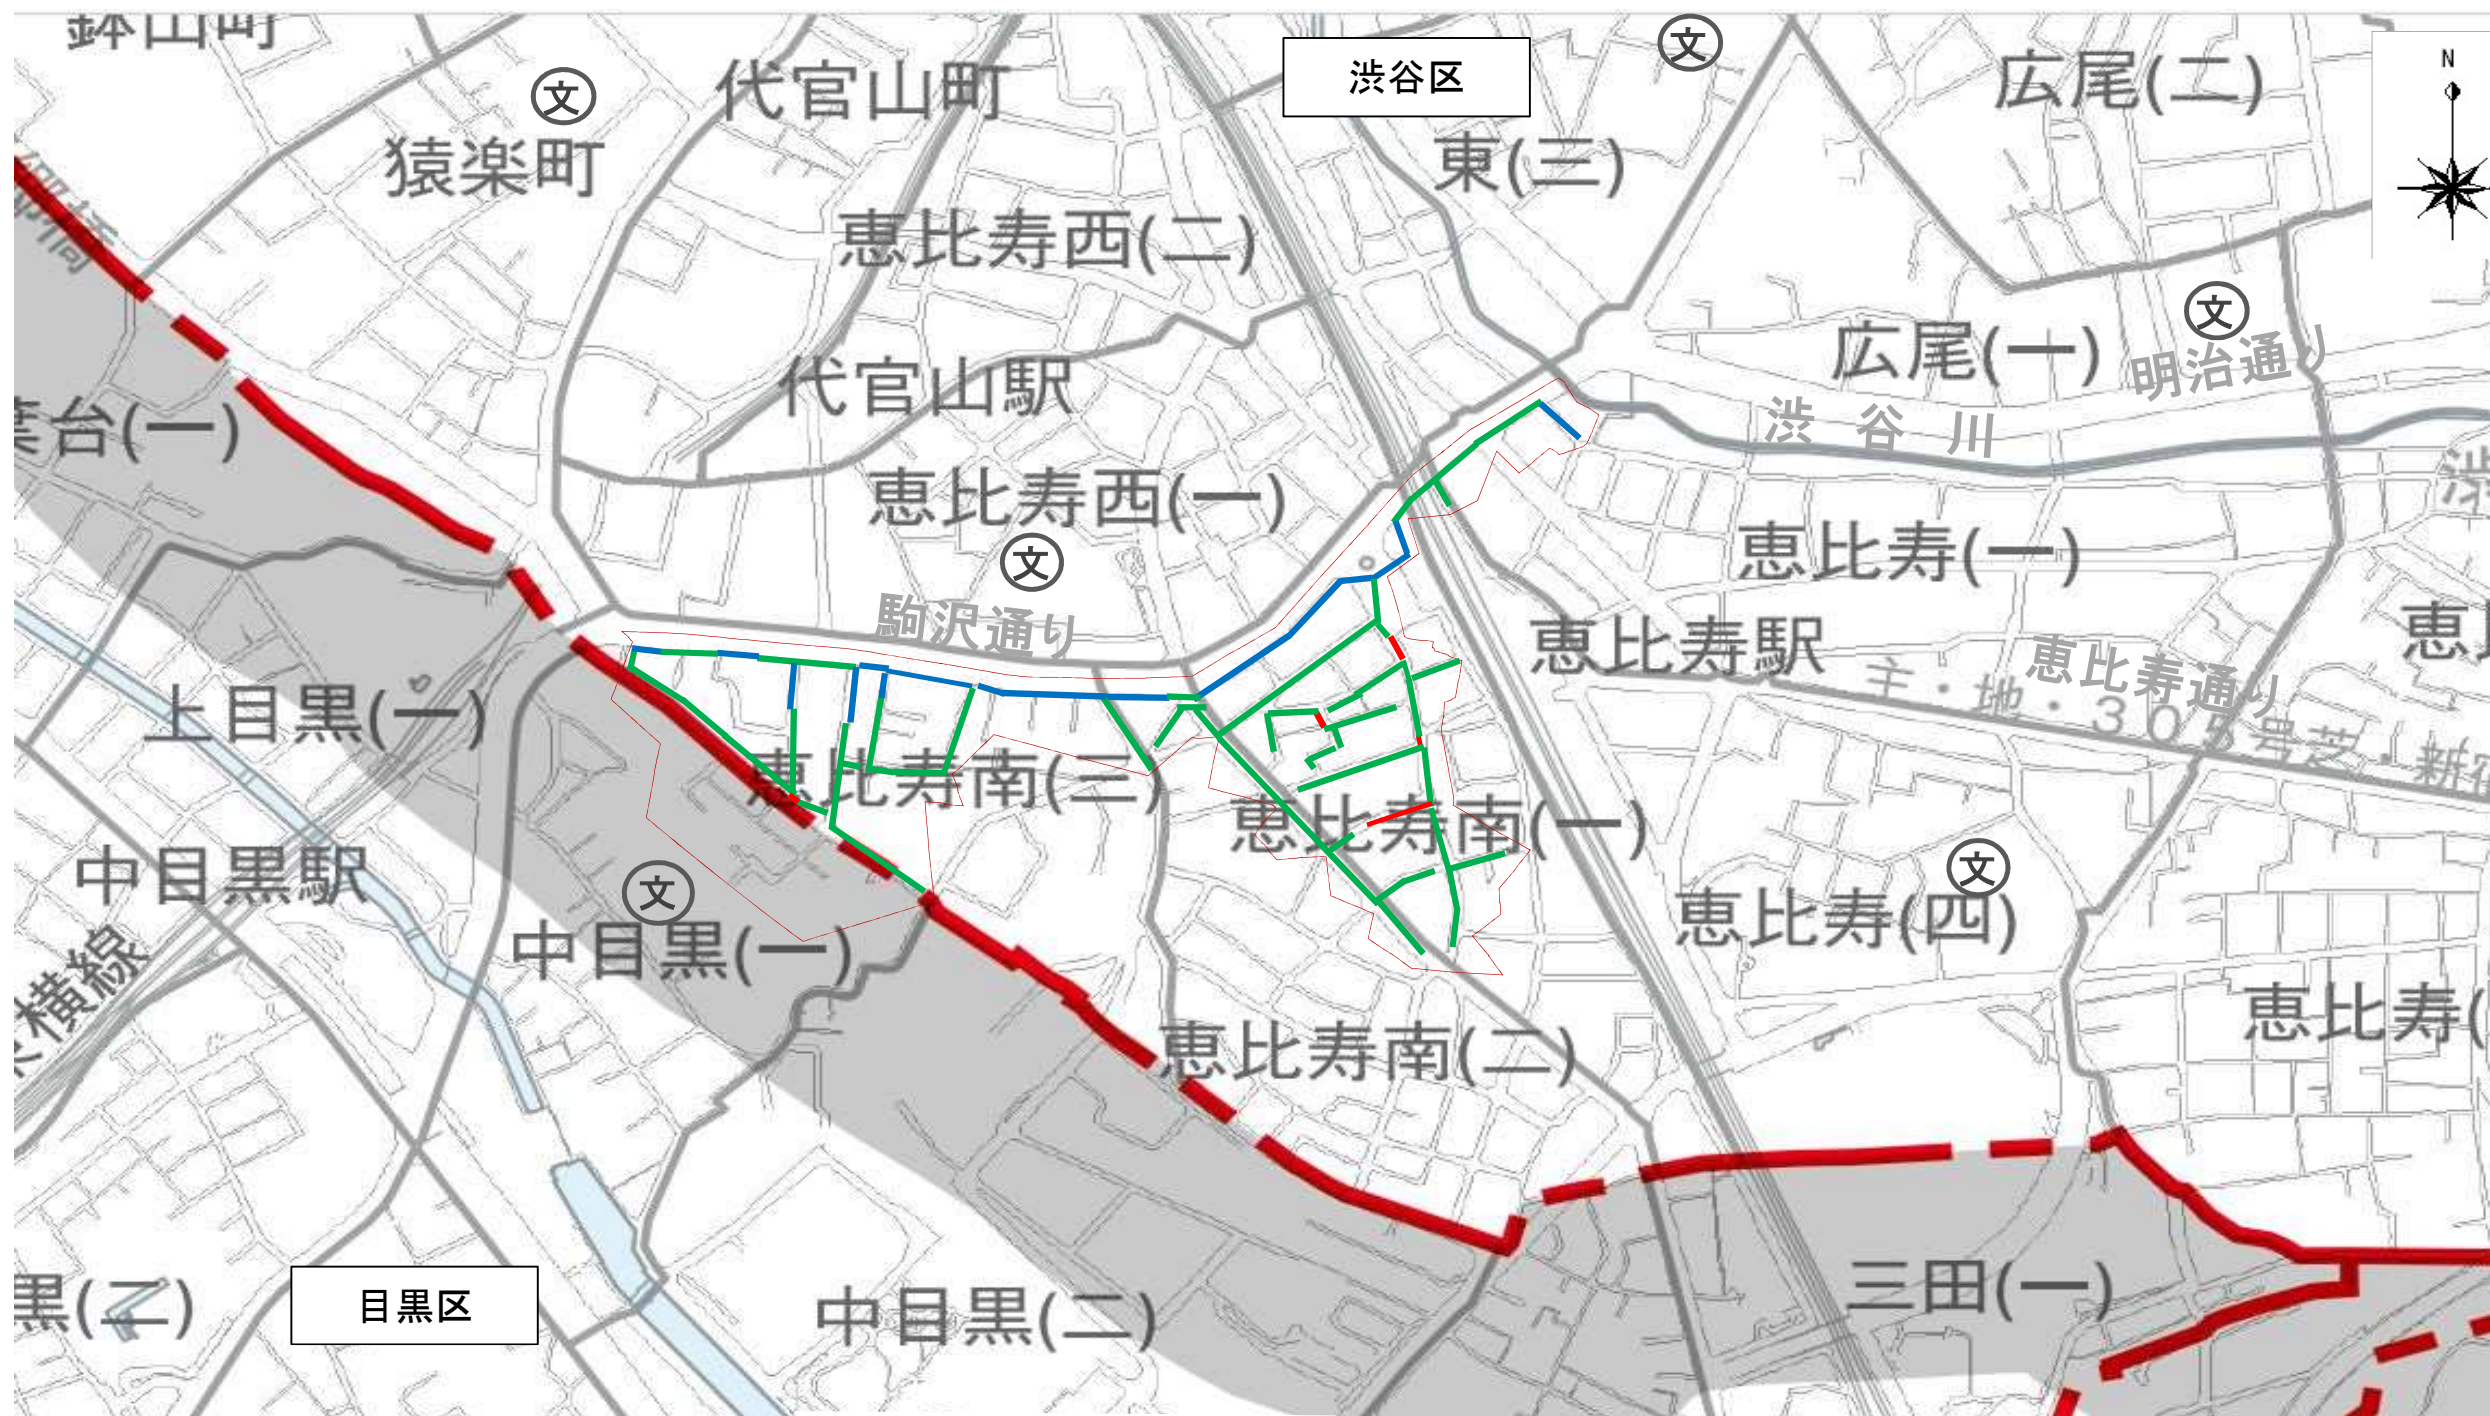 鉢山町
渋谷区
文
N
代官山町
広尾(二)
文
猿楽町
東(三)
恵比寿西(二)
文
広尾(一)
明治通り
代官山駅
渋谷川
台(一)
恵比寿西(一)
恵比寿(一)
文
駒沢通り
恵比寿駅
恵比寿通り
主・地・305号芝・新宿
上目黒(一)
恵比寿南(三)
恵比寿南(一)
文
中目黒駅
文
恵比寿(四)
中目黒(一)
横線
恵比寿(
恵比寿南(二)
目黒区
三田(一)
黒(二)
中目黒(二)